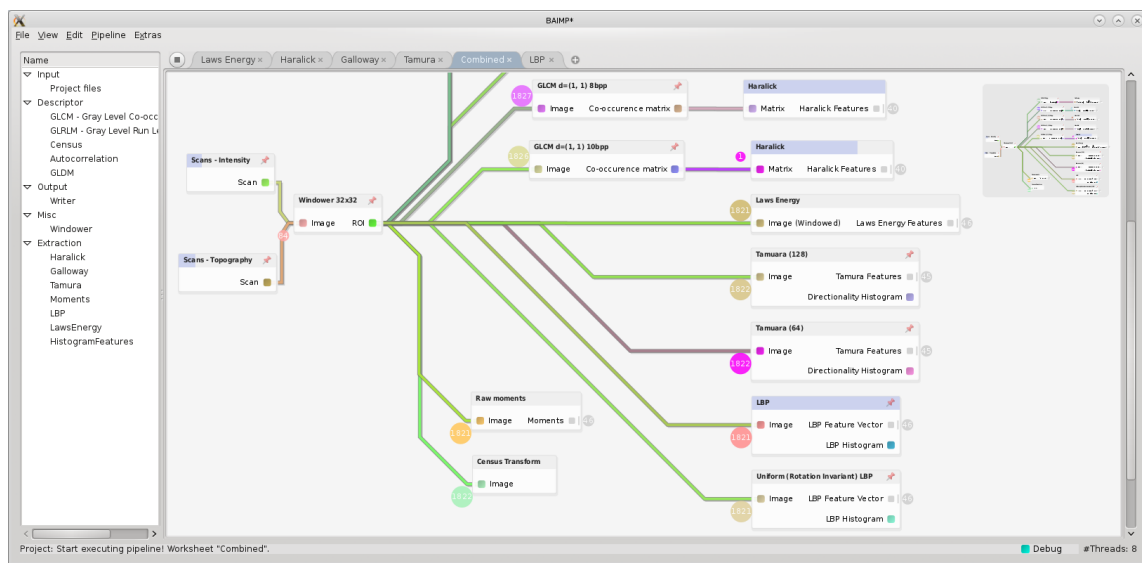 BAIMP*
File View Edit Pipeline Extras
Name
Input
Project files
Descriptor
GLCM - Gray Level Co-occ
GLRLM - Gray Level Run L
Census
Autocorrelation
GLDM
Output
Writer
Misc
Windower
Extraction
Haralick
Galloway
Tamura
Moments
LBP
LawsEnergy
HistogramFeatures
Laws Energy × Haralick × Galloway × Tamura × Combined × LBP ×
Scans - Intensity
Scan
Scans - Topography
Scan
64
Windower 32x32
Image ROI
1827
GLCM d=(1, 1) 8bpp
Image Co-occurence matrix
Haralick
Matrix Haralick Features
GLCM d=(1, 1) 10bpp
Image Co-occurence matrix
1
Haralick
Matrix Haralick Features
1821
Laws Energy
Image (Windowed) Laws Energy Features
1822
Tamuara (128)
Image Tamura Features
45
Directionality Histogram
1822
Tamuara (64)
Image Tamura Features
45
Directionality Histogram
1821
Raw moments
Image Moments
1822
Census Transform
Image
1821
LBP
Image LBP Feature Vector
LBP Histogram
Uniform (Rotation Invariant) LBP
Image LBP Feature Vector
LBP Histogram
Project: Start executing pipeline! Worksheet "Combined".
Debug #Threads: 8